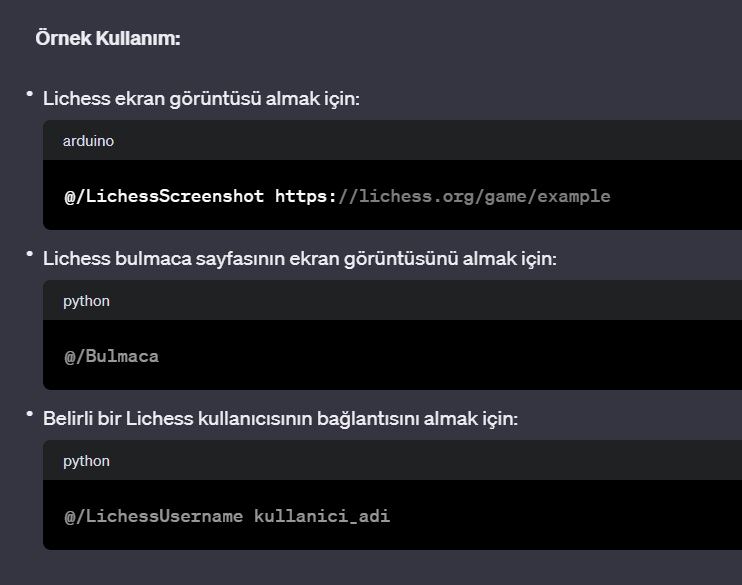 Örnek Kullanım:
• Lichess ekran görüntüsü almak için:
arduino
@/LichessScreenshot https://lichess.org/game/example
• Lichess bulmaca sayfasının ekran görüntüsünü almak için:
python
@/Bulmaca
• Belirli bir Lichess kullanıcısının bağlantısını almak için:
python
@/LichessUsername kullanici_adi